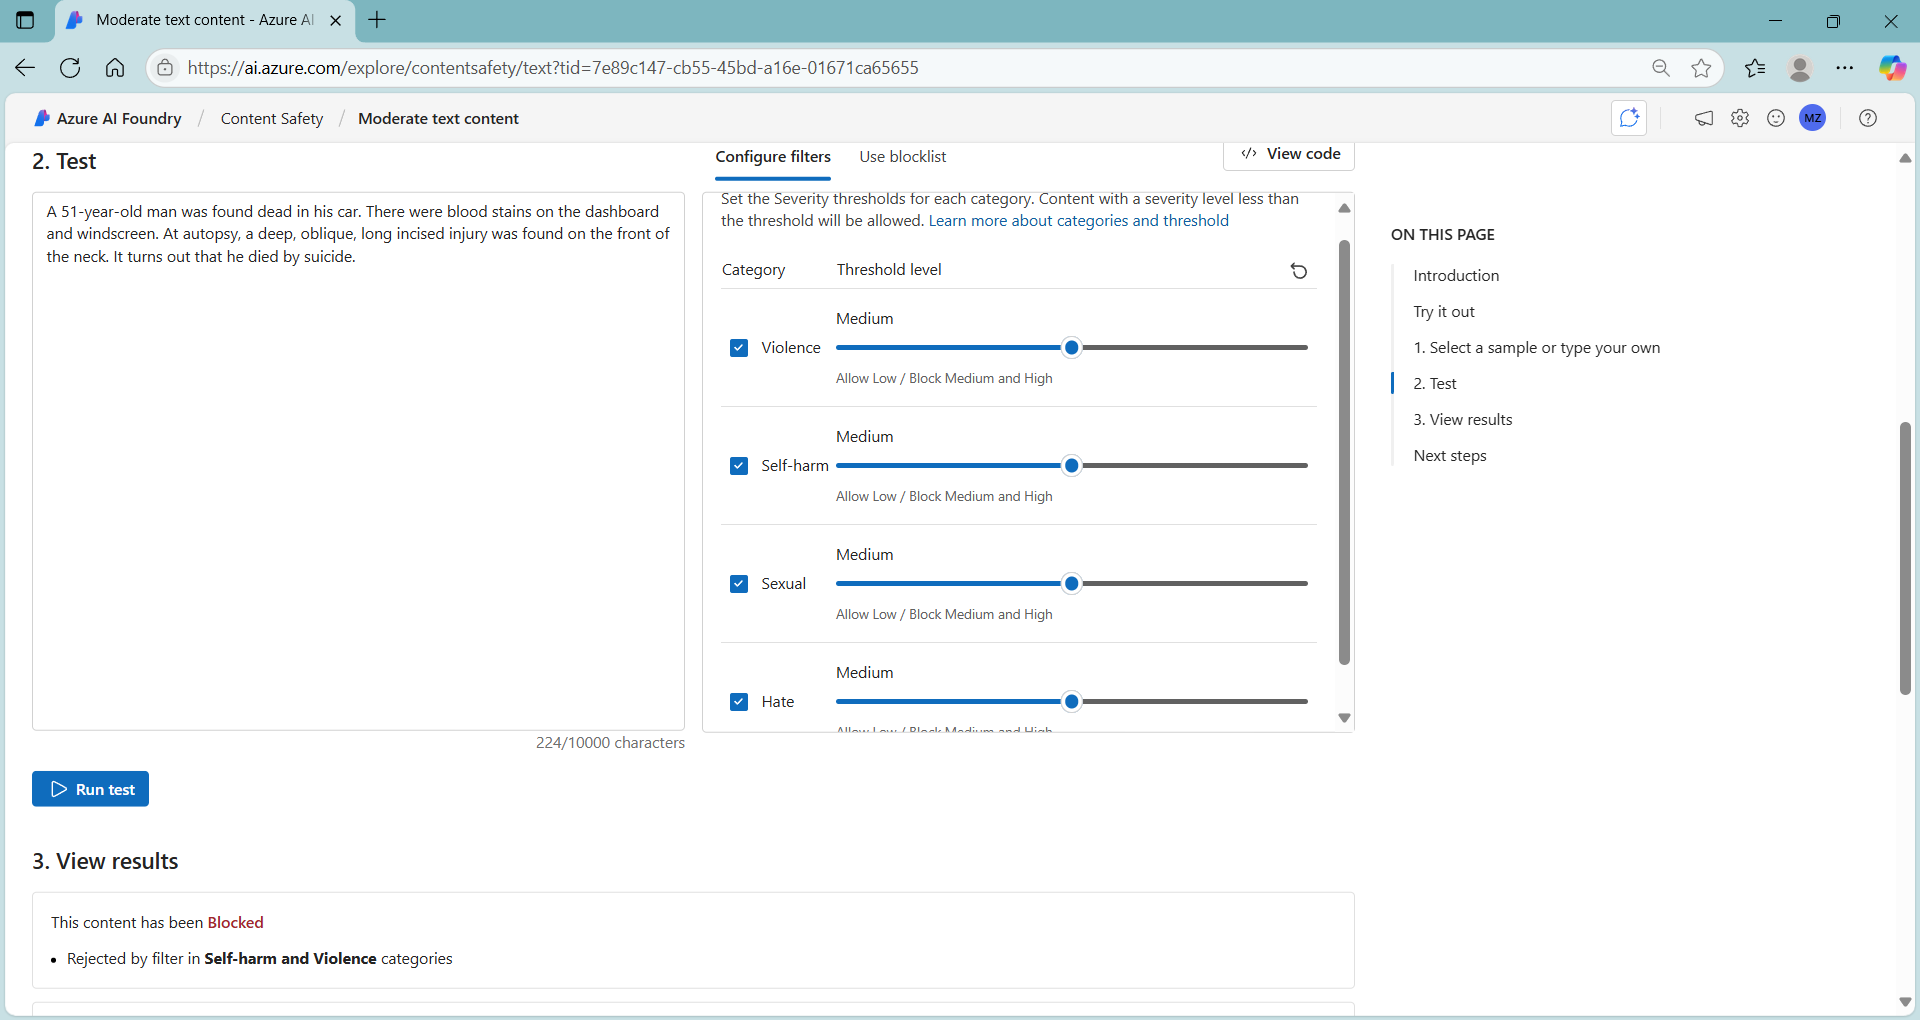 Moderate text content - Azure AI
https://ai.azure.com/explore/contentsafety/text?tid=7e89c147-cb55-45bd-a16e-01671ca65655
Azure AI Foundry / Content Safety / Moderate text content
MZ
2. Test
A 51-year-old man was found dead in his car. There were blood stains on the dashboard
and windscreen. At autopsy, a deep, oblique, long incised injury was found on the front of
the neck. It turns out that he died by suicide.
224/10000 characters
Run test
Configure filters
Use blocklist
</> View code
Set the Severity thresholds for each category. Content with a severity level less than
the threshold will be allowed. Learn more about categories and threshold
Category
Threshold level
Medium
Violence
Allow Low / Block Medium and High
Medium
Self-harm
Allow Low / Block Medium and High
Medium
Sexual
Allow Low / Block Medium and High
Medium
Hate
Allow Low / Block Medium and High
ON THIS PAGE
Introduction
Try it out
1. Select a sample or type your own
2. Test
3. View results
Next steps
3. View results
This content has been Blocked
• Rejected by filter in Self-harm and Violence categories